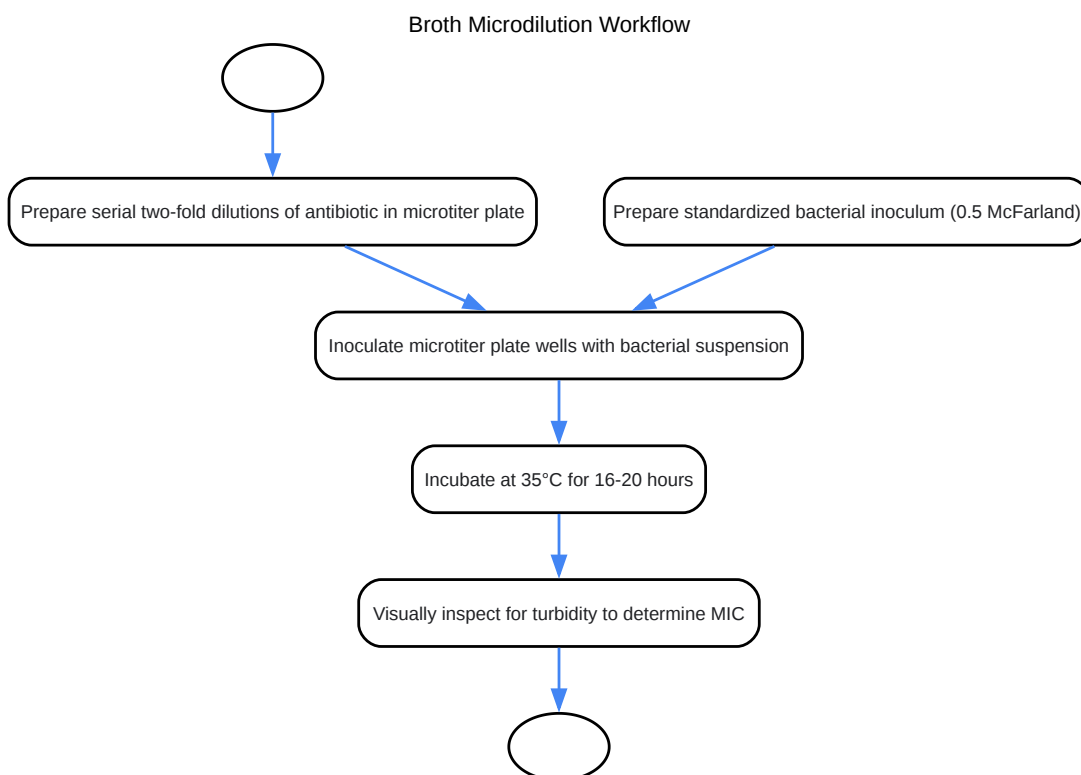 Broth Microdilution Workflow
Prepare serial two-fold dilutions of antibiotic in microtiter plate
Prepare standardized bacterial inoculum (0.5 McFarland)
Inoculate microtiter plate wells with bacterial suspension
Incubate at 35°C for 16-20 hours
Visually inspect for turbidity to determine MIC